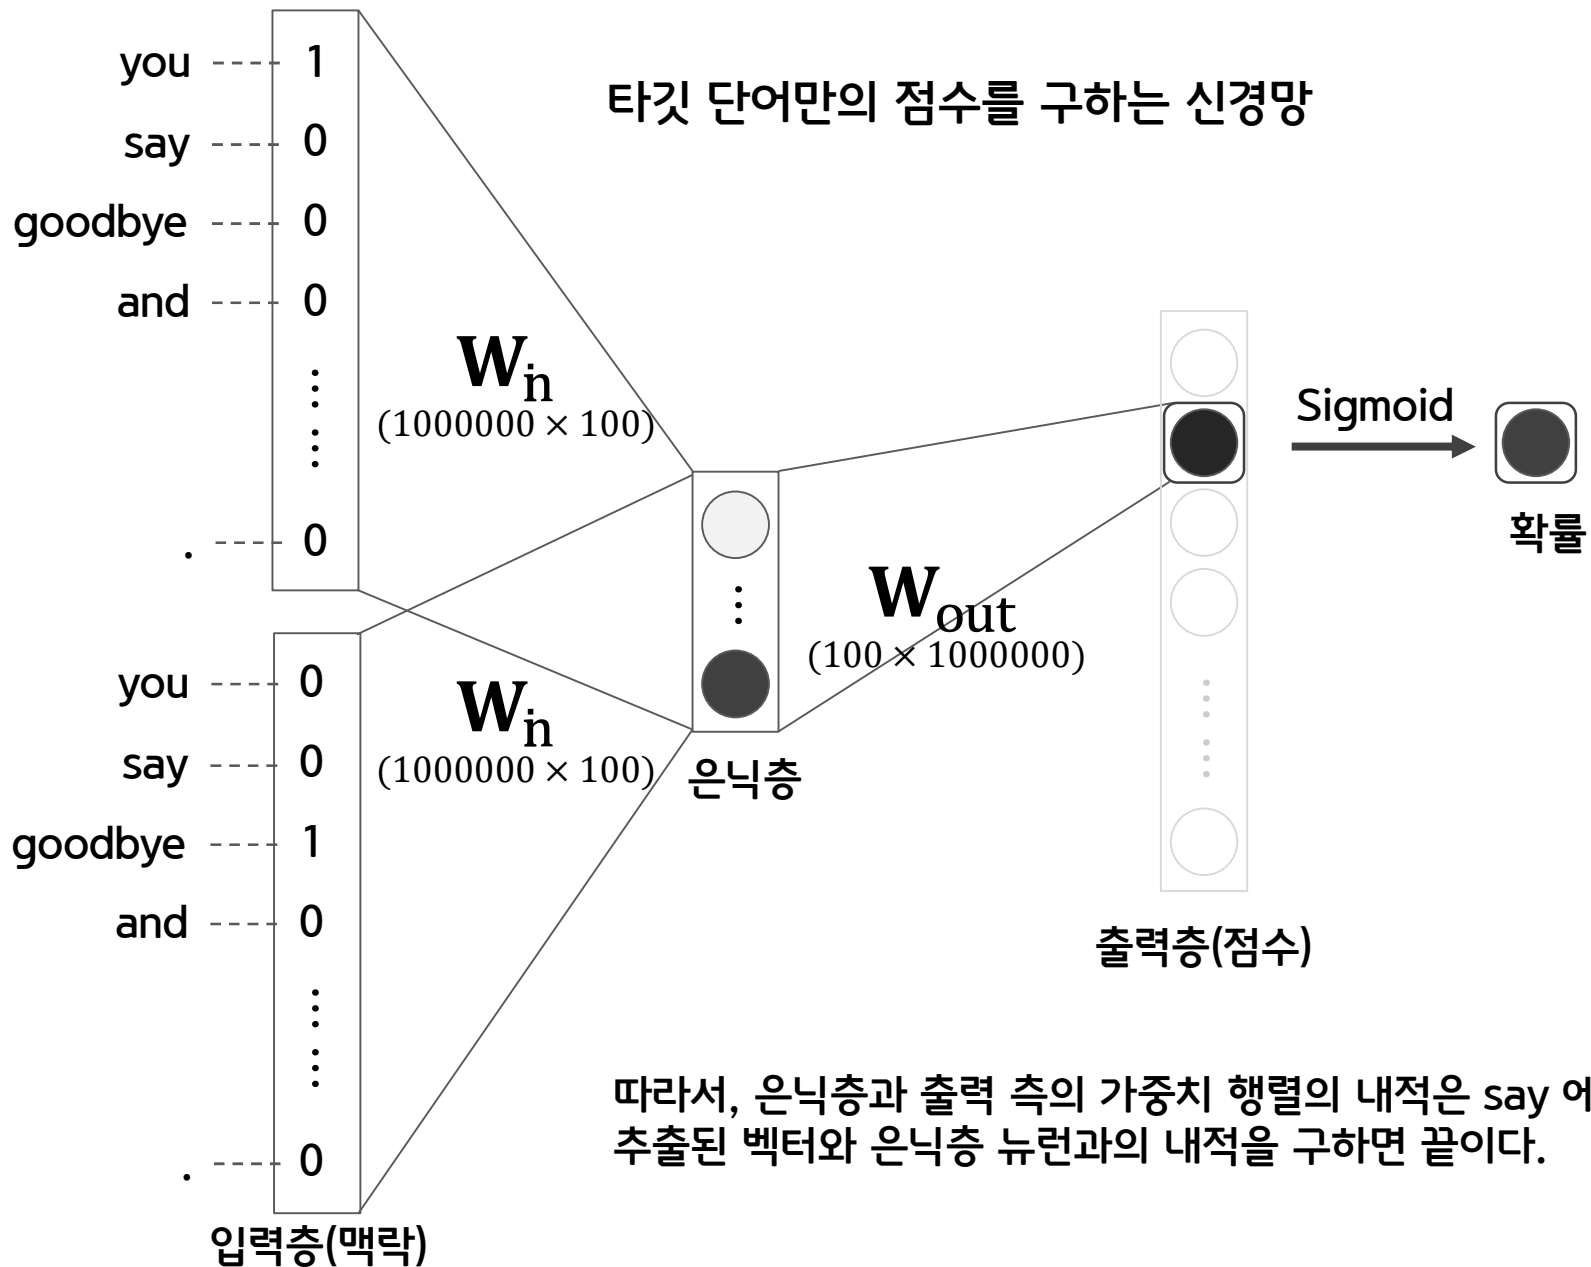 타깃 단어만의 점수를 구하는 신경망
you 1
say 0
goodbye 0
and 0
. 0
W_in
(1000000 × 100)
you 0
say 0
goodbye 1
and 0
. 0
W_in
(1000000 × 100)
입력층(맥락)
은닉층
W_out
(100 × 1000000)
출력층(점수)
Sigmoid
확률
따라서, 은닉층과 출력 측의 가중치 행렬의 내적은 say
추출된 벡터와 은닉층 뉴런과의 내적을 구하면 끝이다.